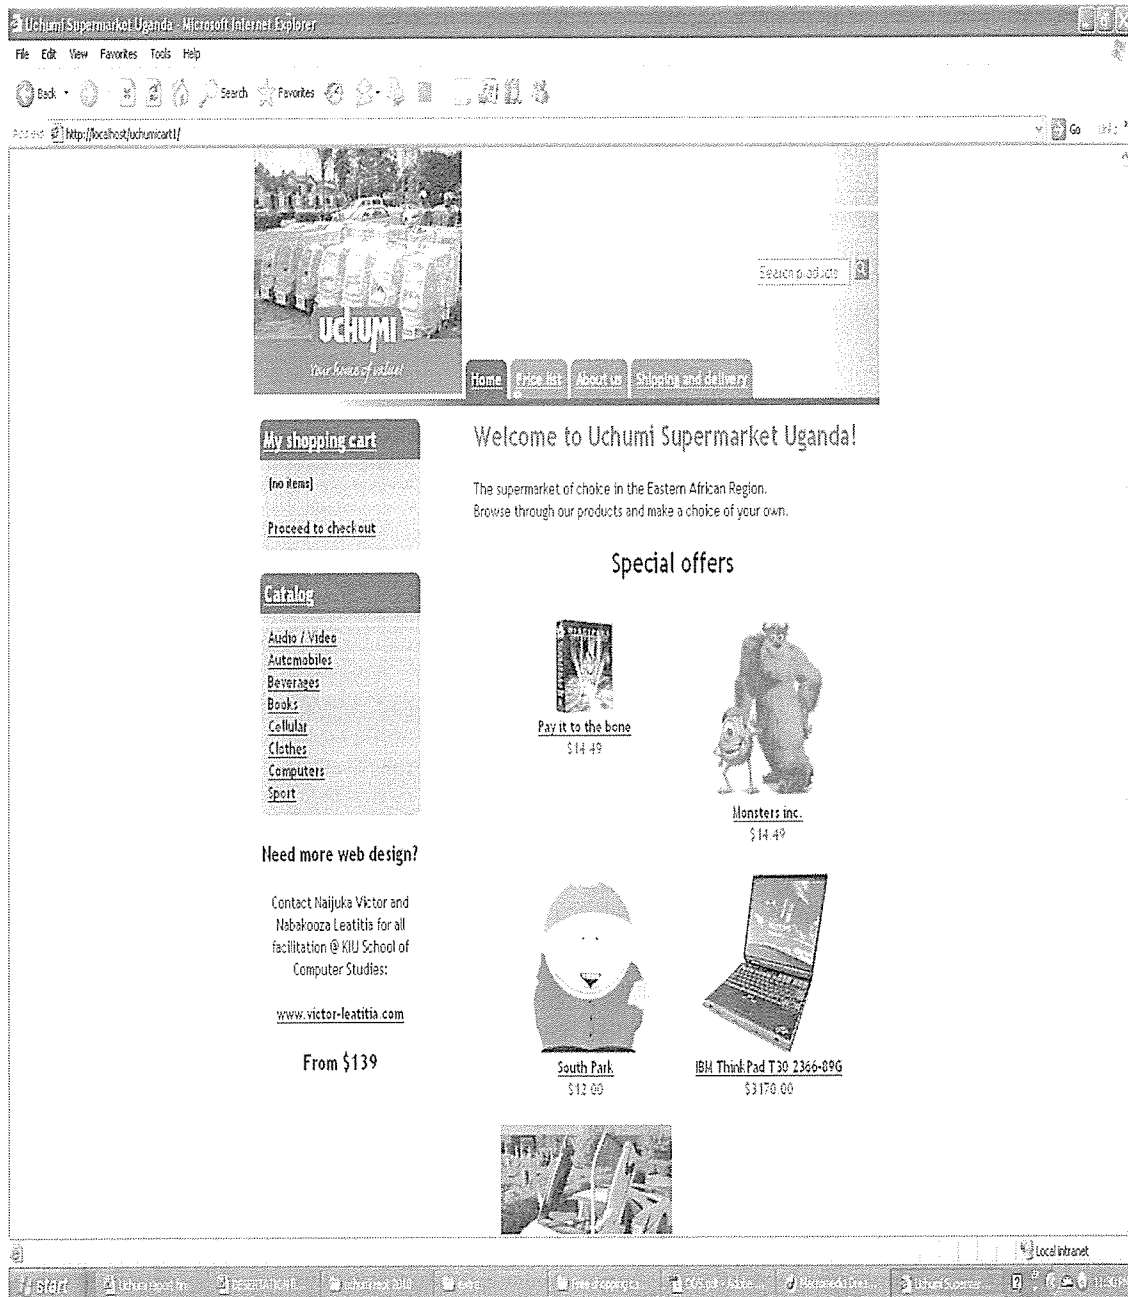 Uchumi Supermarket Uganda - Microsoft Internet Explorer
File Edit View Favorites Tools Help
Back Search Favorites
Address http://localhost/uchumicart1/ Go Links »
UCHUMI
Your home of value!
Search products
Home Price list About us Shipping and delivery
My shopping cart
(no items)
Proceed to checkout
Catalog
Audio / Video
Automobiles
Beverages
Books
Cellular
Clothes
Computers
Sport
Need more web design?
Contact Naijuka Victor and
Nabakooza Leatitia for all
facilitation @ KIU School of
Computer Studies:
www.victor-leatitia.com
From $139
Welcome to Uchumi Supermarket Uganda!
The supermarket of choice in the Eastern African Region.
Browse through our products and make a choice of your own.
Special offers
Pay it to the bone
$14.49
Monsters inc.
$14.49
South Park
$12.00
IBM ThinkPad T30 2366-89G
$3170.00
Local intranet
start